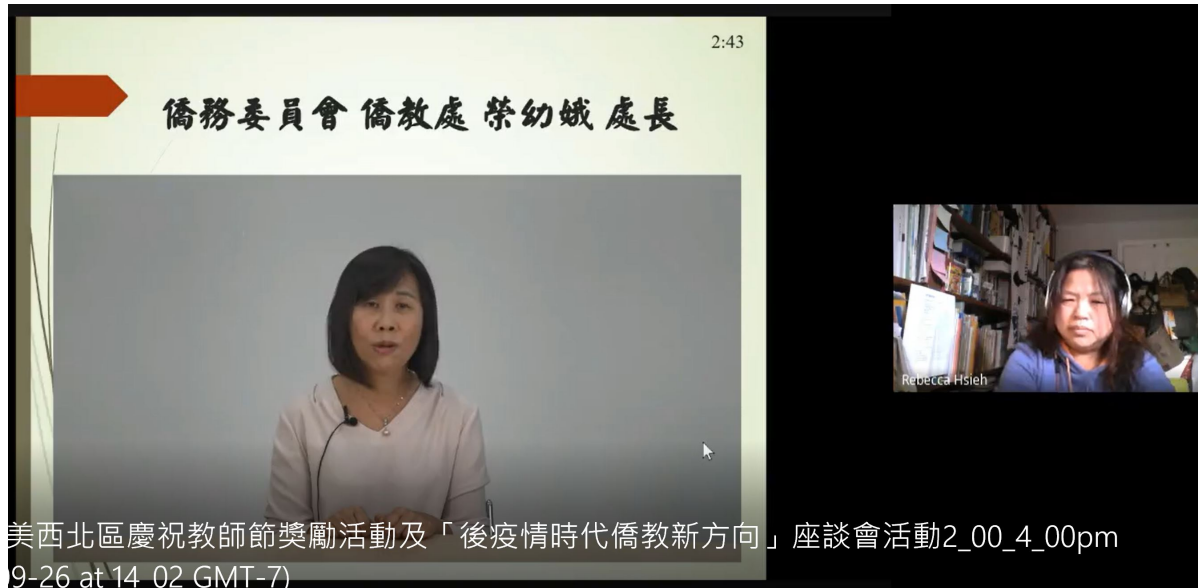 2:43
僑務委員會 僑教處 榮幼娥 處長
Rebecca Hsieh
美西北區慶祝教師節獎勵活動及「後疫情時代僑教新方向」座談會活動2_00_4_00pm
09-26 at 14_02 GMT-7)